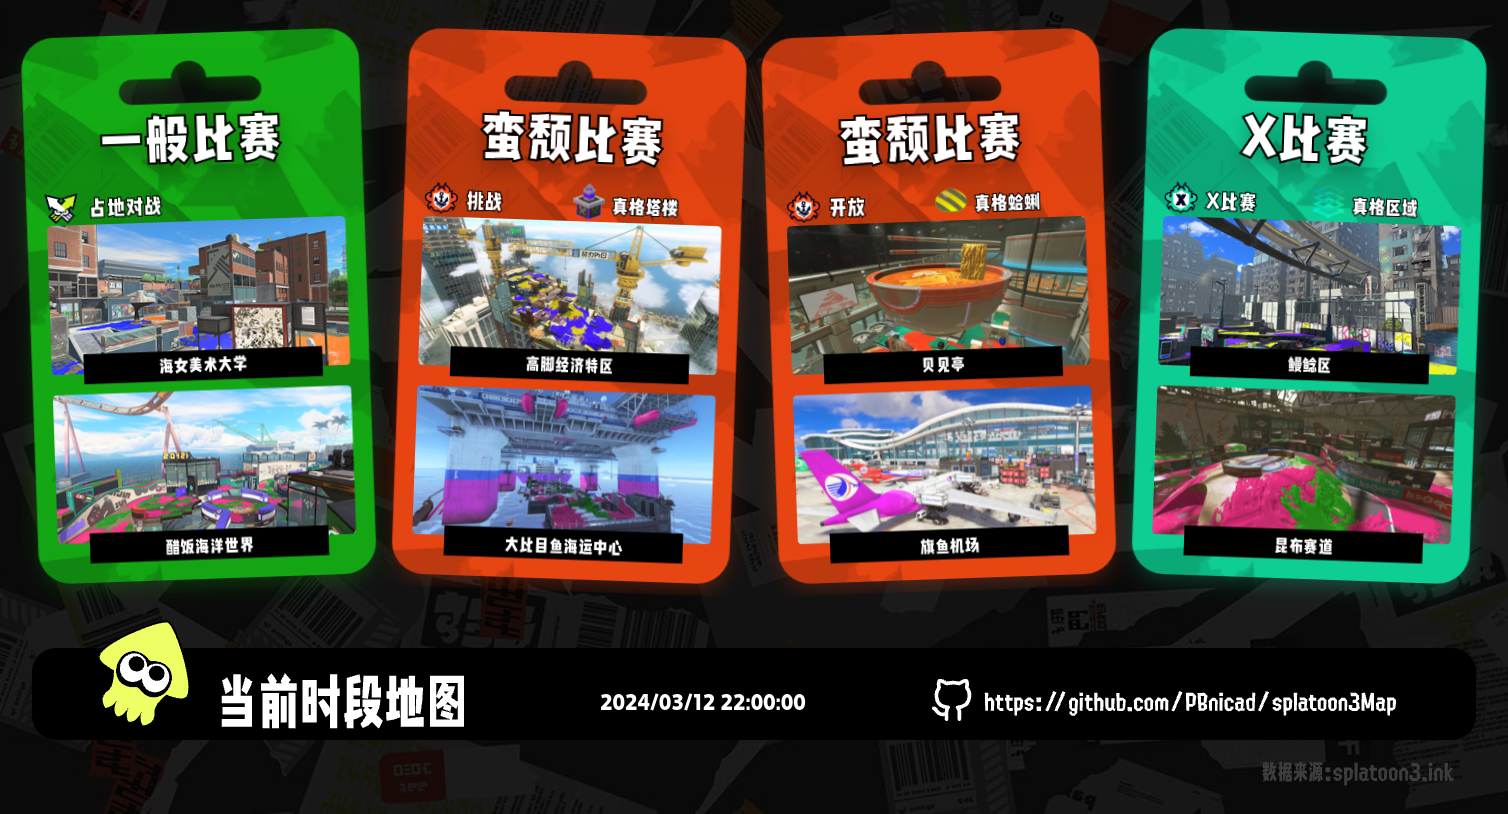 一般比赛
占地对战
海女美术大学
醋饭海洋世界
蛮颓比赛
挑战
真格塔楼
高脚经济特区
大比目鱼海运中心
蛮颓比赛
开放
真格蛤蜊
贝见亭
旗鱼机场
X比赛
X比赛
真格区域
鳗鲶区
昆布赛道
当前时段地图
2024/03/12 22:00:00
https://github.com/PBnicad/splatoon3Map
数据来源:splatoon3.ink